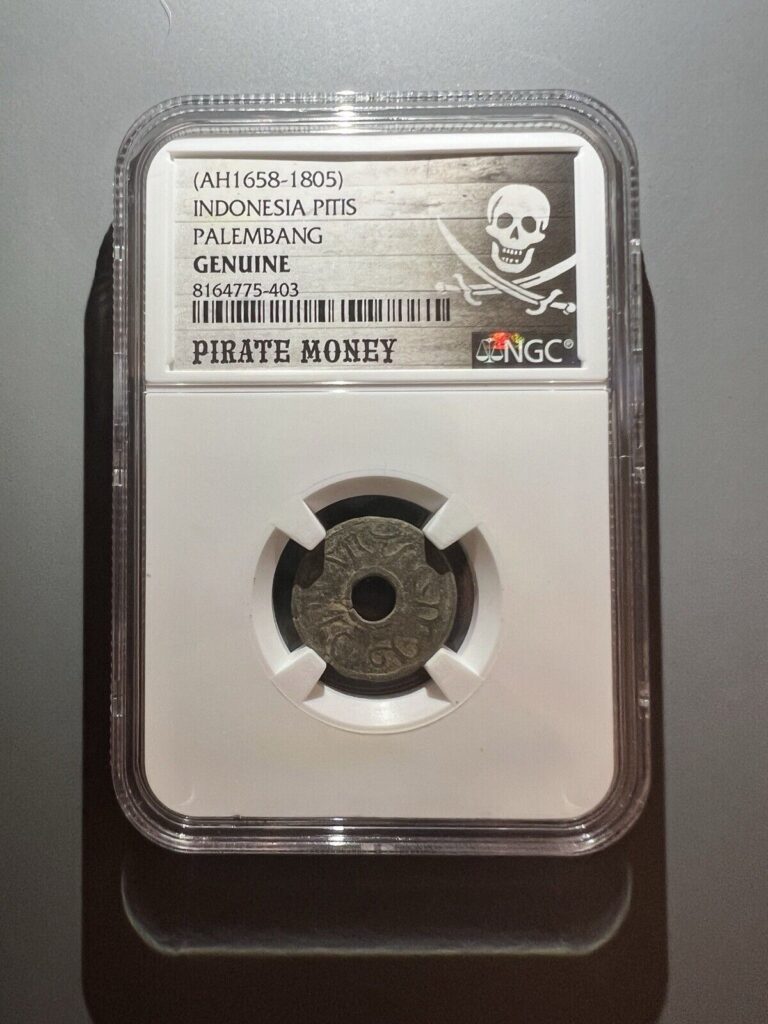 (AH1658-1805)
INDONESIA PITIS
PALEMBANG
GENUINE
8164775-403
PIRATE MONEY
NGC®